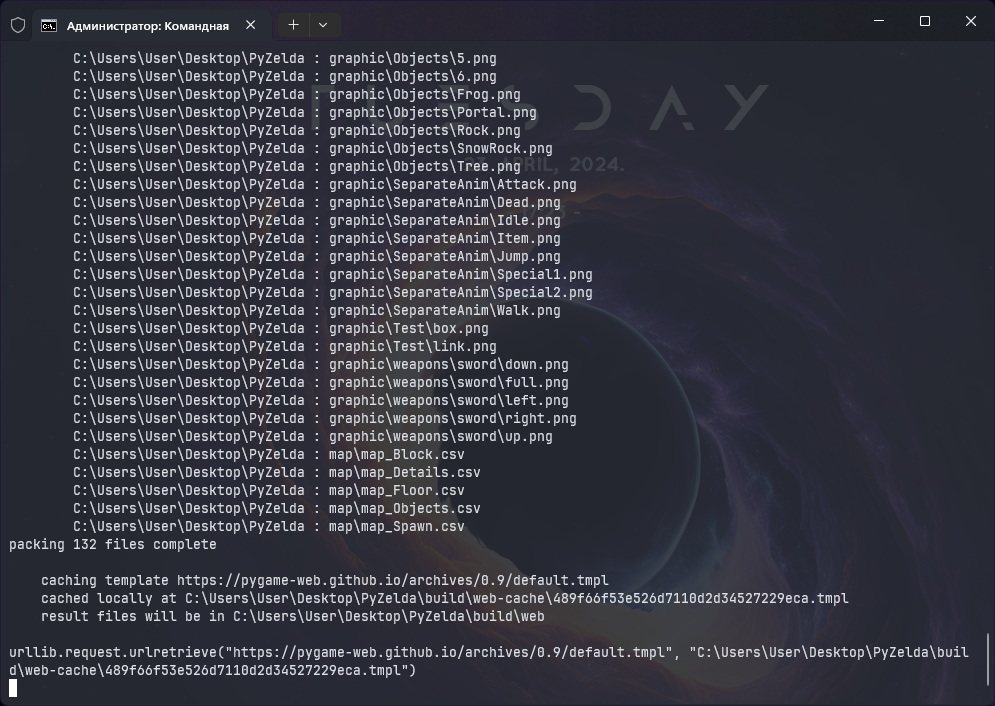 Администратор: Командная
C:\Users\User\Desktop\PyZelda : graphic\Objects\5.png
C:\Users\User\Desktop\PyZelda : graphic\Objects\6.png
C:\Users\User\Desktop\PyZelda : graphic\Objects\Frog.png
C:\Users\User\Desktop\PyZelda : graphic\Objects\Portal.png
C:\Users\User\Desktop\PyZelda : graphic\Objects\Rock.png
C:\Users\User\Desktop\PyZelda : graphic\Objects\SnowRock.png
C:\Users\User\Desktop\PyZelda : graphic\Objects\Tree.png
C:\Users\User\Desktop\PyZelda : graphic\SeparateAnim\Attack.png
C:\Users\User\Desktop\PyZelda : graphic\SeparateAnim\Dead.png
C:\Users\User\Desktop\PyZelda : graphic\SeparateAnim\Idle.png
C:\Users\User\Desktop\PyZelda : graphic\SeparateAnim\Item.png
C:\Users\User\Desktop\PyZelda : graphic\SeparateAnim\Jump.png
C:\Users\User\Desktop\PyZelda : graphic\SeparateAnim\Special1.png
C:\Users\User\Desktop\PyZelda : graphic\SeparateAnim\Special2.png
C:\Users\User\Desktop\PyZelda : graphic\SeparateAnim\Walk.png
C:\Users\User\Desktop\PyZelda : graphic\Test\box.png
C:\Users\User\Desktop\PyZelda : graphic\Test\link.png
C:\Users\User\Desktop\PyZelda : graphic\weapons\sword\down.png
C:\Users\User\Desktop\PyZelda : graphic\weapons\sword\full.png
C:\Users\User\Desktop\PyZelda : graphic\weapons\sword\left.png
C:\Users\User\Desktop\PyZelda : graphic\weapons\sword\right.png
C:\Users\User\Desktop\PyZelda : graphic\weapons\sword\up.png
C:\Users\User\Desktop\PyZelda : map\map_Block.csv
C:\Users\User\Desktop\PyZelda : map\map_Details.csv
C:\Users\User\Desktop\PyZelda : map\map_Floor.csv
C:\Users\User\Desktop\PyZelda : map\map_Objects.csv
C:\Users\User\Desktop\PyZelda : map\map_Spawn.csv
packing 132 files complete
caching template https://pygame-web.github.io/archives/0.9/default.tmpl
cached locally at C:\Users\User\Desktop\PyZelda\build\web-cache\489f66f53e526d7110d2d34527229eca.tmpl
result files will be in C:\Users\User\Desktop\PyZelda\build\web
urllib.request.urlretrieve("https://pygame-web.github.io/archives/0.9/default.tmpl", "C:\Users\User\Desktop\PyZelda\buil
d\web-cache\489f66f53e526d7110d2d34527229eca.tmpl")
TUESDAY
23 APRIL, 2024.